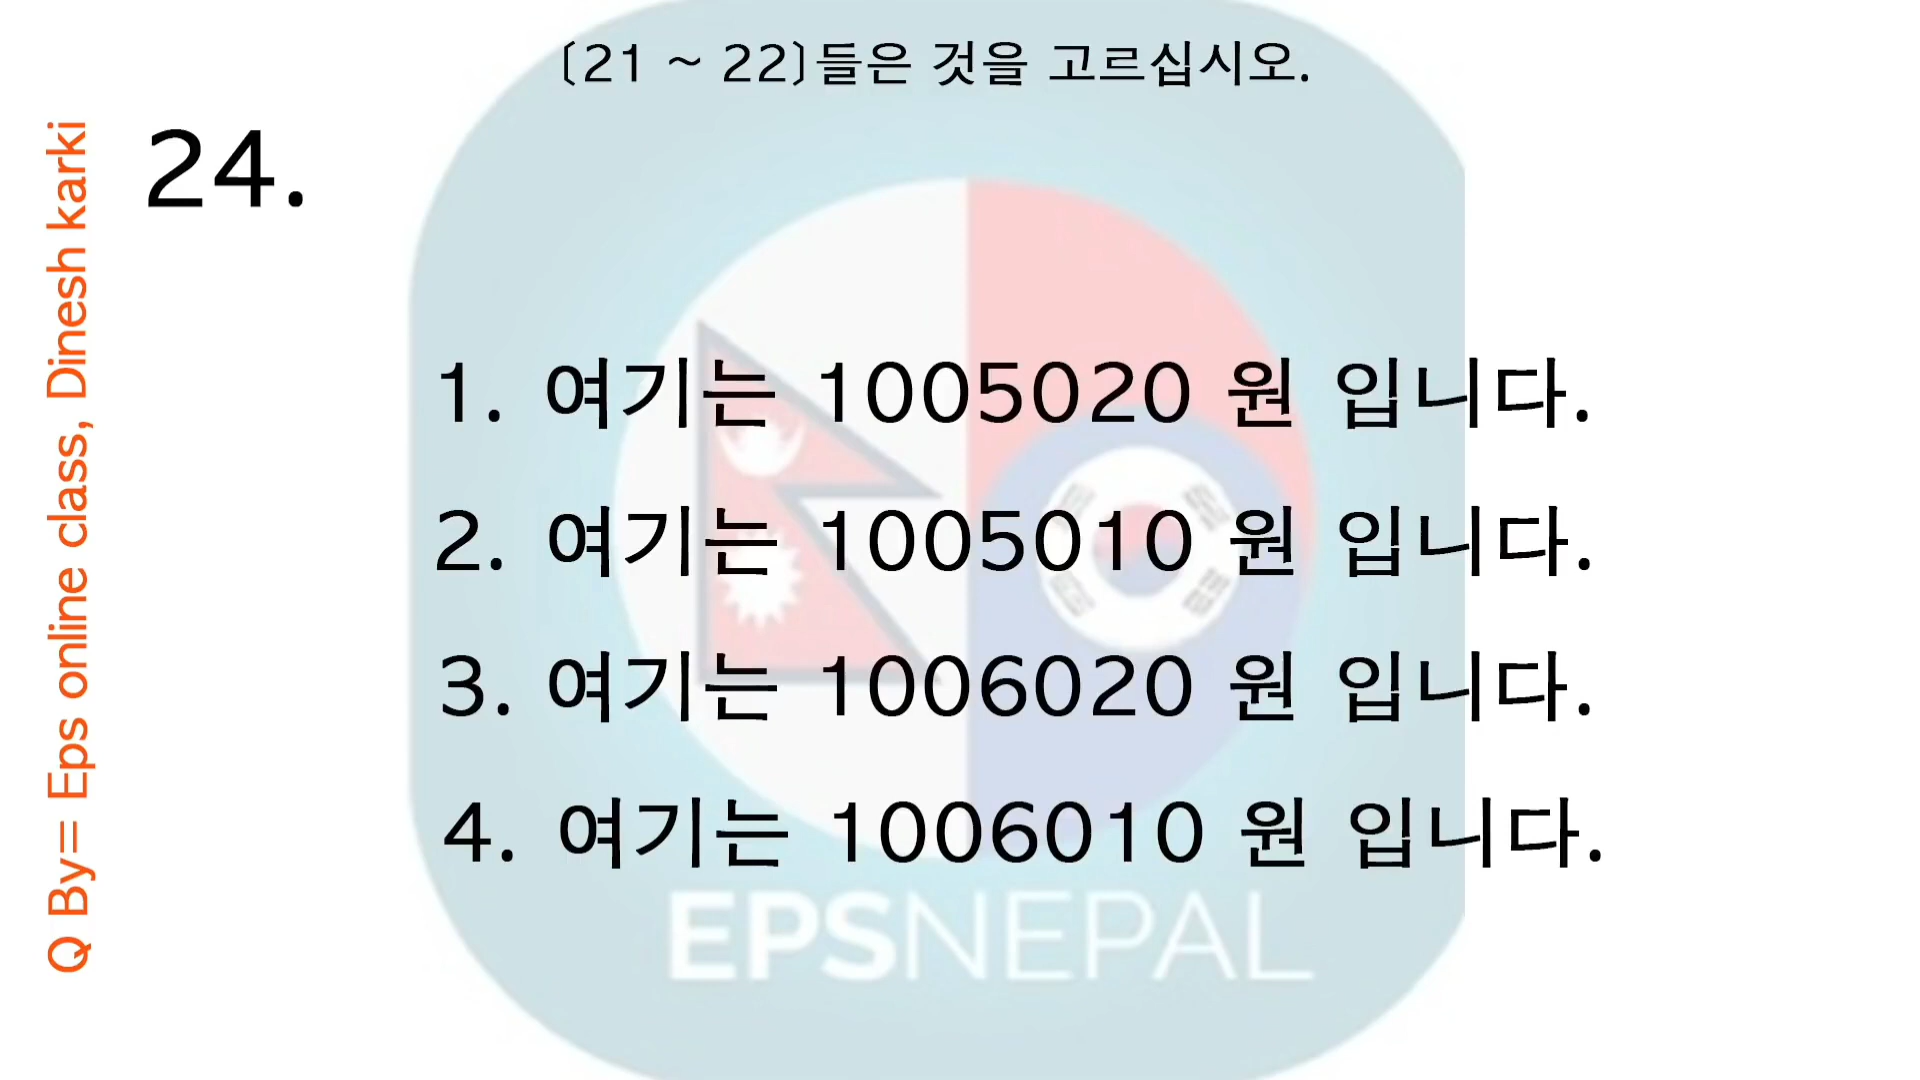 〔21 ~ 22〕들은 것을 고르십시오.
24.
1. 여기는 1005020 원 입니다.
2. 여기는 1005010 원 입니다.
3. 여기는 1006020 원 입니다.
4. 여기는 1006010 원 입니다.
EPSNEPAL
Q By= Eps online class, Dinesh karki